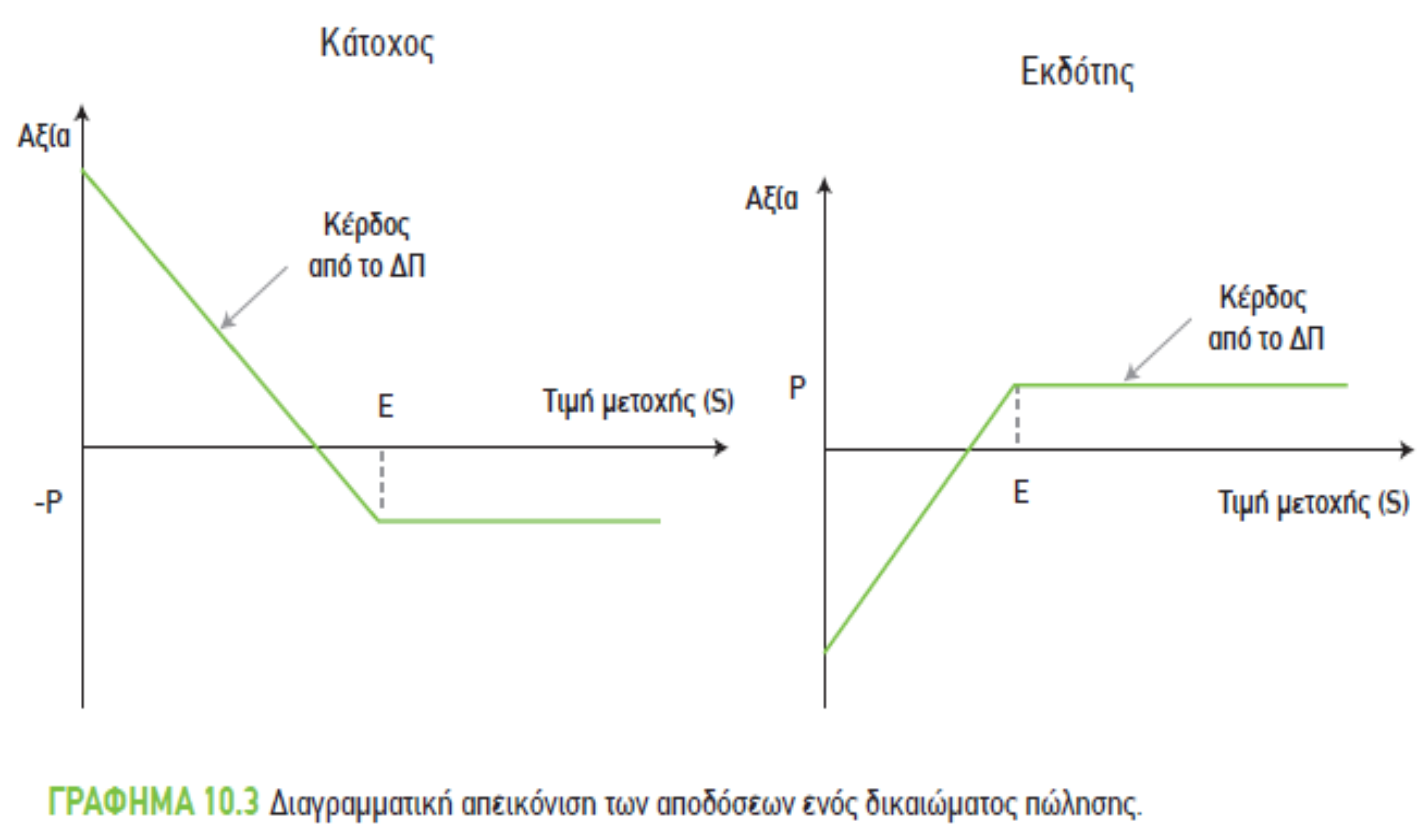 Κάτοχος
Αξία
Κέρδος
από το ΔΠ
E
Τιμή μετοχής (S)
-P
Εκδότης
Αξία
Κέρδος
από το ΔΠ
P
E
Τιμή μετοχής (S)
ΓΡΑΦΗΜΑ 10.3 Διαγραμματική απεικόνιση των αποδόσεων ενός δικαιώματος πώλησης.